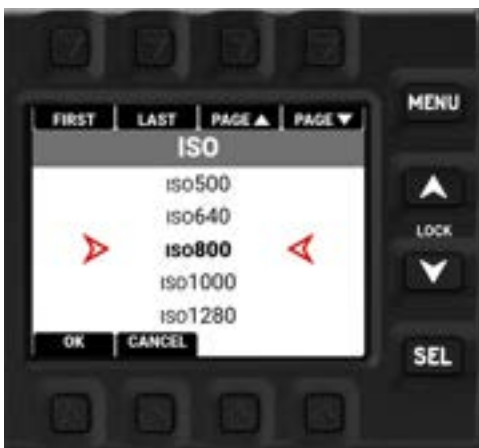 FIRST LAST PAGE▲ PAGE▼
MENU
ISO
ISO500
ISO640
LOCK
ISO800
ISO1000
ISO1280
OK CANCEL
SEL